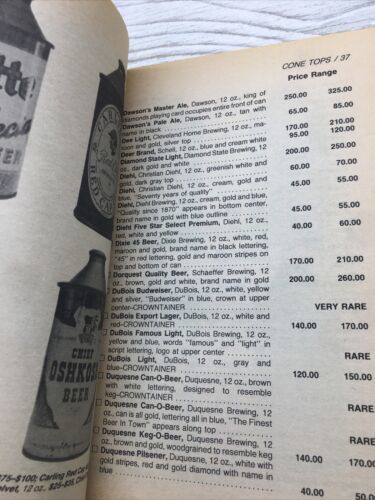 CONE TOPS / 37
Price Range
Dawson's Master Ale, Dawson, 12 oz., king of
diamonds playing card occupies entire front of can 250.00 325.00
Dawson's Pale Ale, Dawson, 12 oz., tan with
name in black 65.00 85.00
Dee Light, Cleveland Home Brewing, 12 oz., ma-
roon and gold, silver top 170.00 210.00
Deer Brand, Schell, 12 oz., blue and cream white 95.00 120.00
Diamond State Light, Diamond State Brewing, 12
oz., dark gold and white 200.00 250.00
Diehl, Christian Diehl, 12 oz., greenish white and
gold, dark gray top 60.00 70.00
Diehl, Christian Diehl, 12 oz., cream, gold and
blue, "Seventy years of quality" 45.00 55.00
Diehl, Diehl Brewing, 12 oz., cream, gold and blue,
"Quality since 1870" appears in bottom center,
brand name in gold with blue outline 45.00 55.00
Diehl Five Star Select Premium, Diehl, 12 oz.,
red, white and yellow 40.00 60.00
Dixie 45 Beer, Dixie Brewing, 12 oz., white, red,
maroon and gold, brand name in black lettering,
"45" in red lettering, gold and maroon stripes on
top and bottom of can 170.00 210.00
Dorquest Quality Beer, Schaeffer Brewing, 12
oz., brown, gold and white, brand name in gold 200.00 260.00
DuBois Budweiser, DuBois, 12 oz., white, yellow
and silver, "Budweiser" in blue, crown at upper
center-CROWNTAINER VERY RARE
DuBois Export Lager, DuBois, 12 oz., white and
red-CROWNTAINER 140.00 170.00
DuBois Famous Light, DuBois, 12 oz., white,
yellow and blue, words "famous" and "light" in
script lettering, logo at upper center RARE
DuBois Light, DuBois, 12 oz., gray and
blue-CROWNTAINER 120.00 150.00
Duquesne Can-O-Beer, Duquesne, 12 oz., brown
with white lettering, designed to resemble
keg-CROWNTAINER RARE
Duquesne Can-O-Beer, Duquesne Brewing, 12
oz., can is all gold, lettering all in blue, "The Finest
Beer In Town" appears along top RARE
Duquesne Keg-O-Beer, Duquesne Brewing, 12
oz., brown and gold, woodgrained to resemble keg 140.00 170.00
Duquesne Pilsener, Duquesne, 12 oz., white with
gold stripes, red and gold diamond with name in
blue 40.00 50.0
CHIEF
OSHKOSH
BEER
$75-$100; Carling Red C
12 oz., $25-$35,